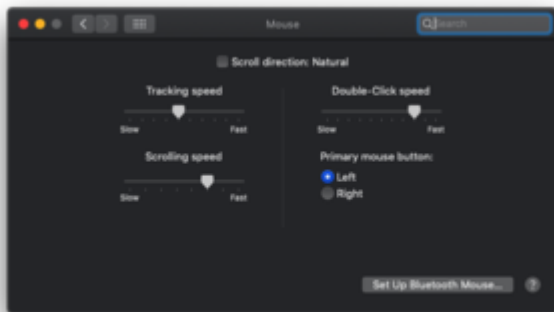 Mouse
Search
Scroll direction: Natural
Tracking speed
Slow
Fast
Double-Click speed
Slow
Fast
Scrolling speed
Slow
Fast
Primary mouse button:
Left
Right
Set Up Bluetooth Mouse...
?